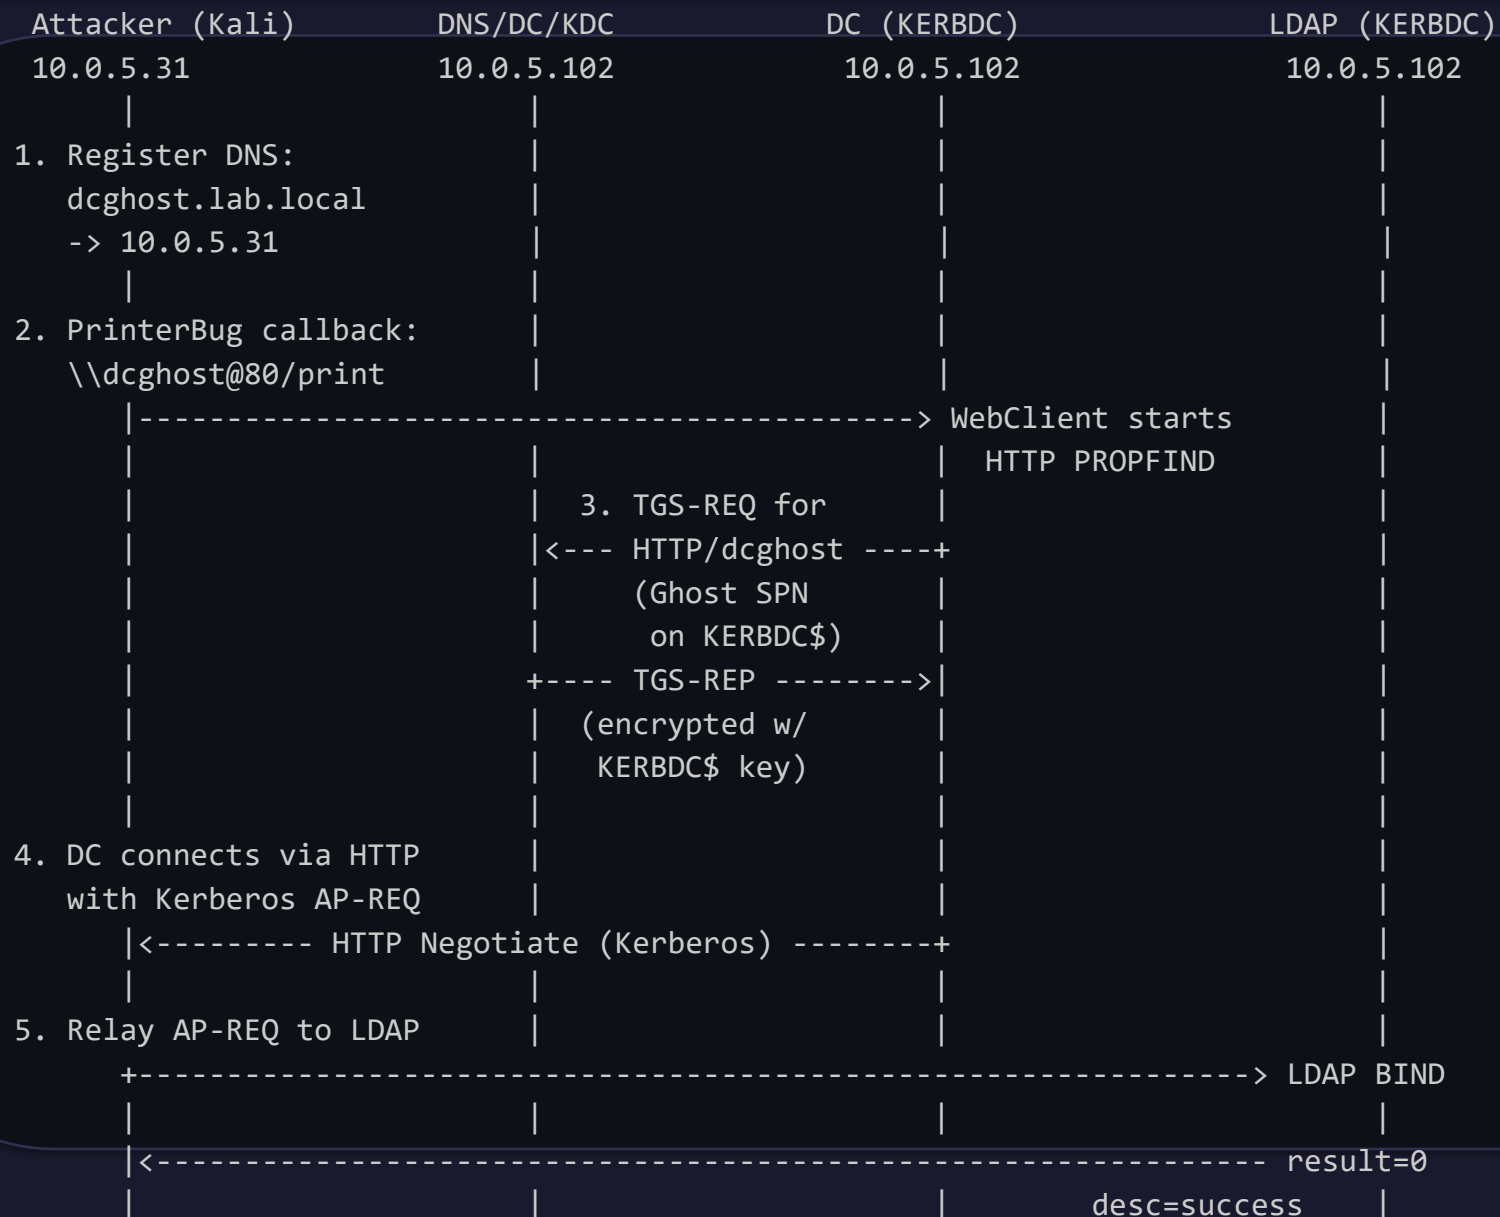 Attacker (Kali)        DNS/DC/KDC            DC (KERBDC)              LDAP (KERBDC)
10.0.5.31              10.0.5.102             10.0.5.102               10.0.5.102
|                      |                      |                        |
1. Register DNS:              |                      |                        |
dcghost.lab.local          |                      |                        |
-> 10.0.5.31               |                      |                        |
|                      |                      |                        |
2. PrinterBug callback:       |                      |                        |
\\dcghost@80/print         |                      |                        |
|--------------------------------------------> WebClient starts        |
|                      |                      |  HTTP PROPFIND         |
|                      |  3. TGS-REQ for      |                        |
|                      |<--- HTTP/dcghost ----+                        |
|                      |     (Ghost SPN       |                        |
|                      |      on KERBDC$)     |                        |
|                      +---- TGS-REP -------->|                        |
|                      |  (encrypted w/       |                        |
|                      |   KERBDC$ key)       |                        |
|                      |                      |                        |
4. DC connects via HTTP       |                      |                        |
with Kerberos AP-REQ       |                      |                        |
|<--------- HTTP Negotiate (Kerberos) --------+                        |
|                      |                      |                        |
5. Relay AP-REQ to LDAP       |                      |                        |
+---------------------------------------------------------------> LDAP BIND
|                      |                      |                        |
|<--------------------------------------------------------------- result=0
|                      |                      |        desc=success    |